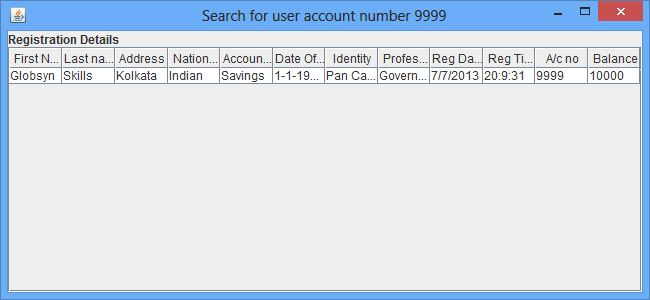 Search for user account number 9999
Registration Details
First N... Last na... Address Nation... Accoun... Date Of... Identity Profes... Reg Da... Reg Ti... A/c no Balance
Globsyn Skills Kolkata Indian Savings 1-1-19... Pan Ca... Govern... 7/7/2013 20:9:31 9999 10000